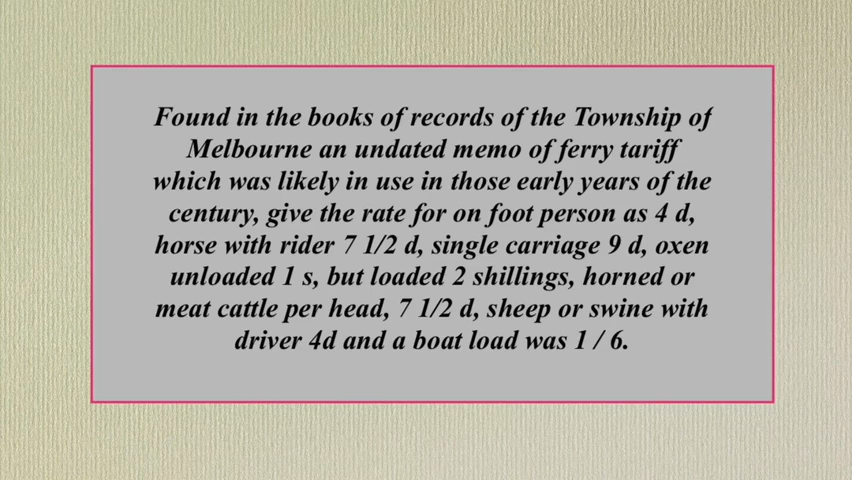 Found in the books of records of the Township of
Melbourne an undated memo of ferry tariff
which was likely in use in those early years of the
century, give the rate for on foot person as 4 d,
horse with rider 7 1/2 d, single carriage 9 d, oxen
unloaded 1 s, but loaded 2 shillings, horned or
meat cattle per head, 7 1/2 d, sheep or swine with
driver 4d and a boat load was 1 / 6.